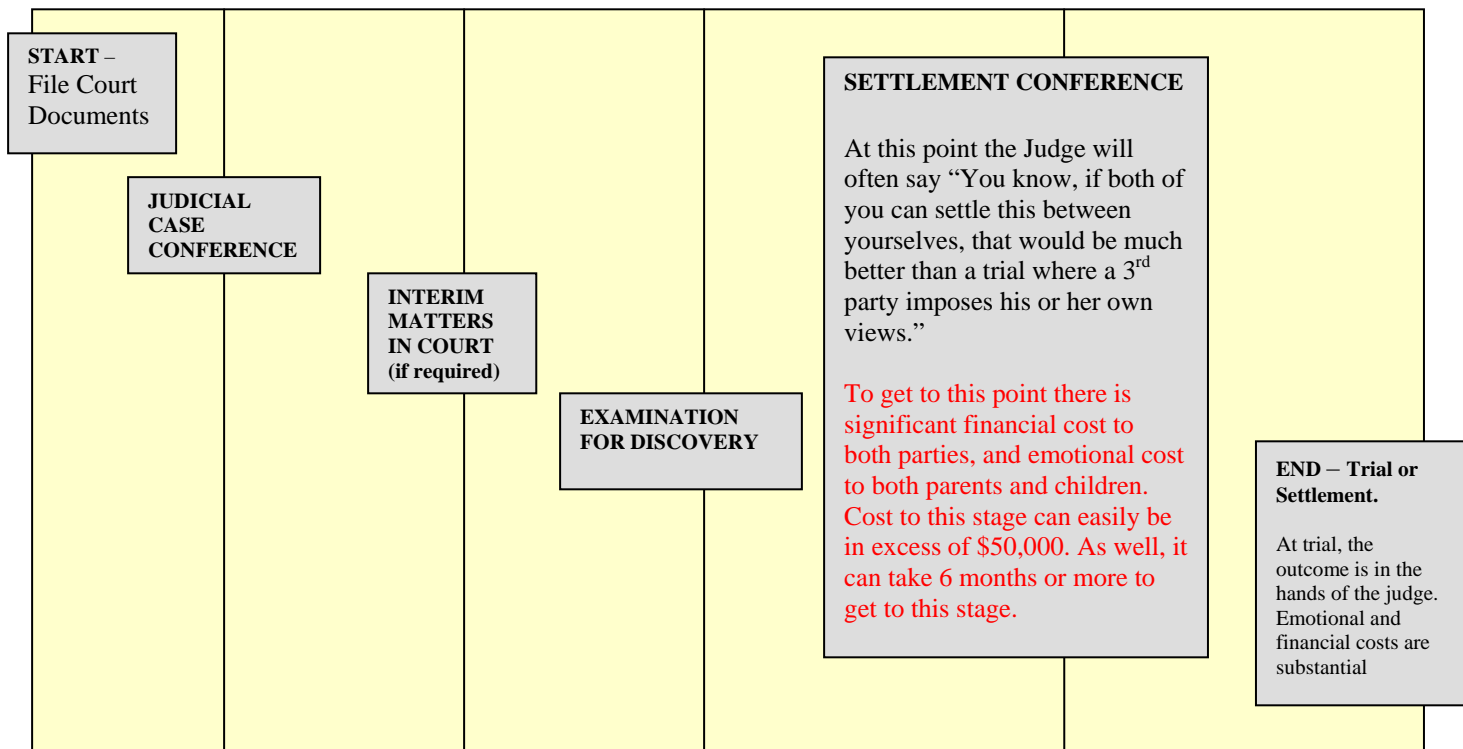 START –
File Court
Documents
JUDICIAL
CASE
CONFERENCE
INTERIM
MATTERS
IN COURT
(if required)
EXAMINATION
FOR DISCOVERY
SETTLEMENT CONFERENCE
At this point the Judge will
often say “You know, if both of
you can settle this between
yourselves, that would be much
better than a trial where a 3rd
party imposes his or her own
views.”
To get to this point there is
significant financial cost to
both parties, and emotional cost
to both parents and children.
Cost to this stage can easily be
in excess of $50,000. As well, it
can take 6 months or more to
get to this stage.
END – Trial or
Settlement.
At trial, the
outcome is in the
hands of the judge.
Emotional and
financial costs are
substantial